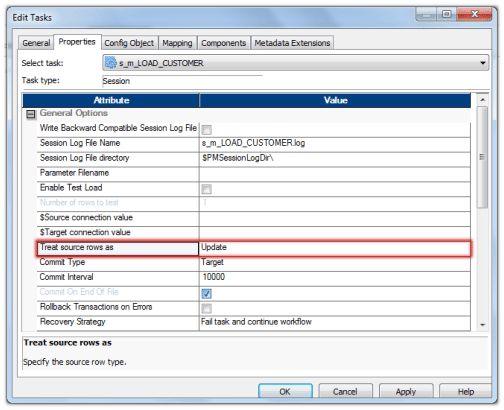 Edit Tasks
General Properties Config Object Mapping Components Metadata Extensions
Select task: s_m_LOAD_CUSTOMER
Task type: Session
Attribute Value
General Options
Write Backward Compatible Session Log File
Session Log File Name s_m_LOAD_CUSTOMER.log
Session Log File directory $PMSessionLogDir\
Parameter Filename
Enable Test Load
Number of rows to test 1
$Source connection value
$Target connection value
Treat source rows as Update
Commit Type Target
Commit Interval 10000
Commit On End Of File
Rollback Transactions on Errors
Recovery Strategy Fail task and continue workflow
Treat source rows as
Specify the source row type.
OK Cancel Apply Help